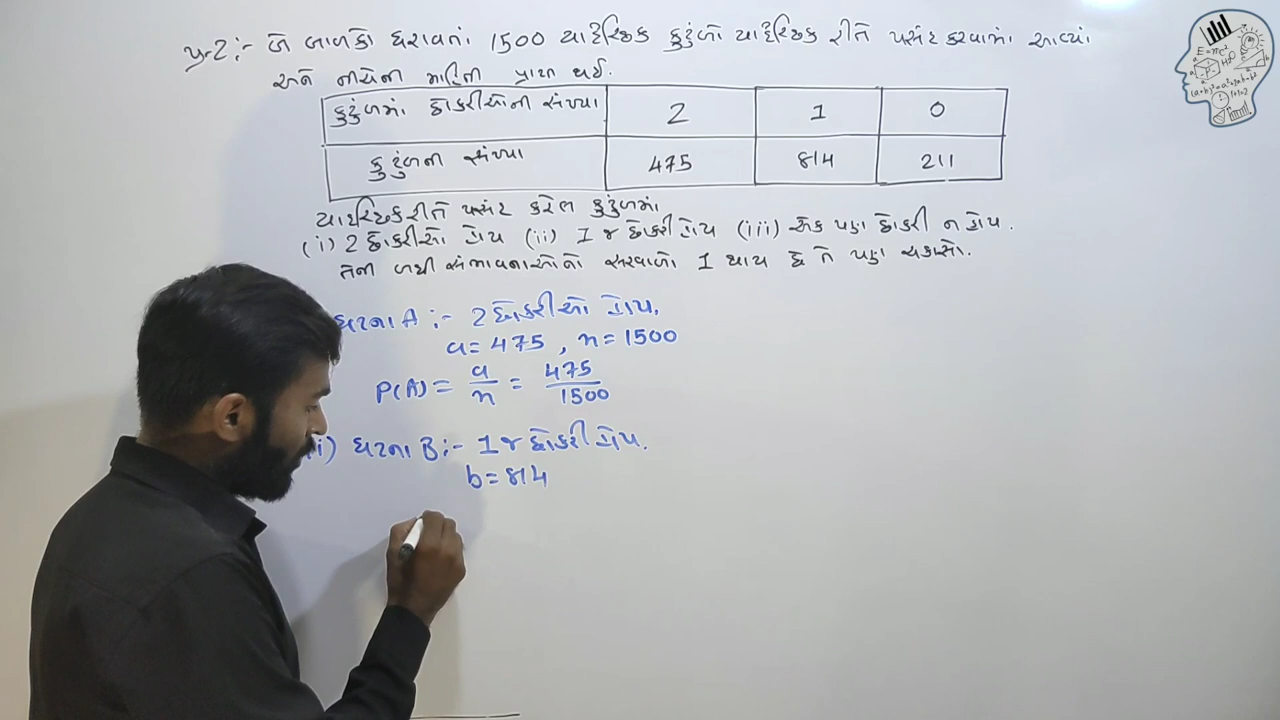 પ્ર-2:- બે બાળકો ધરાવતાં 1500 યાદૈચ્છિક કુટુંબો યાદૈચ્છિક રીતે પસંદ કરવામાં આવ્યાં
અને નીચેની માહિતી પ્રાપ્ત થઈ.
કુટુંબમાં છોકરીઓની સંખ્યા 2 1 0
કુટુંબની સંખ્યા 475 814 211
યાદચ્છિક રીતે પસંદ કરેલ કુટુંબમાં
(i) 2 છોકરીઓ હોય (ii) 1 જ છોકરી હોય (iii) એક પણ છોકરી ન હોય.
તેની બધી સંભાવનાઓનો સરવાળો 1 થાય છે તે પણ ચકાસો.
ઘટના A :- 2 છોકરીઓ હોય.
a = 475 , n = 1500
P(A) = a/n = 475/1500
i) ઘટના B :- 1 જ છોકરી હોય.
b = 814
E=mc²
H₂O